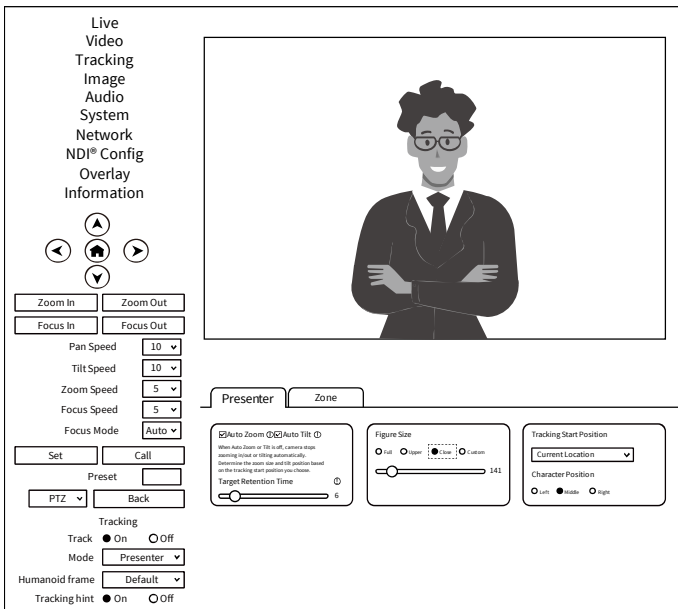 Live
Video
Tracking
Image
Audio
System
Network
NDI® Config
Overlay
Information
Zoom In Zoom Out
Focus In Focus Out
Pan Speed 10
Tilt Speed 10
Zoom Speed 5
Focus Speed 5
Focus Mode Auto
Set Call
Preset
PTZ Back
Tracking
Track On Off
Mode Presenter
Humanoid frame Default
Tracking hint On Off
Presenter Zone
Auto Zoom Auto Tilt
When Auto Zoom or Tilt is off, camera stops
zooming in/out or tilting automatically.
Determine the zoom size and tilt position based
on the tracking start position you choose.
Target Retention Time
6
Figure Size
Full Upper Close Custom
141
Tracking Start Position
Current Location
Character Position
Left Middle Right